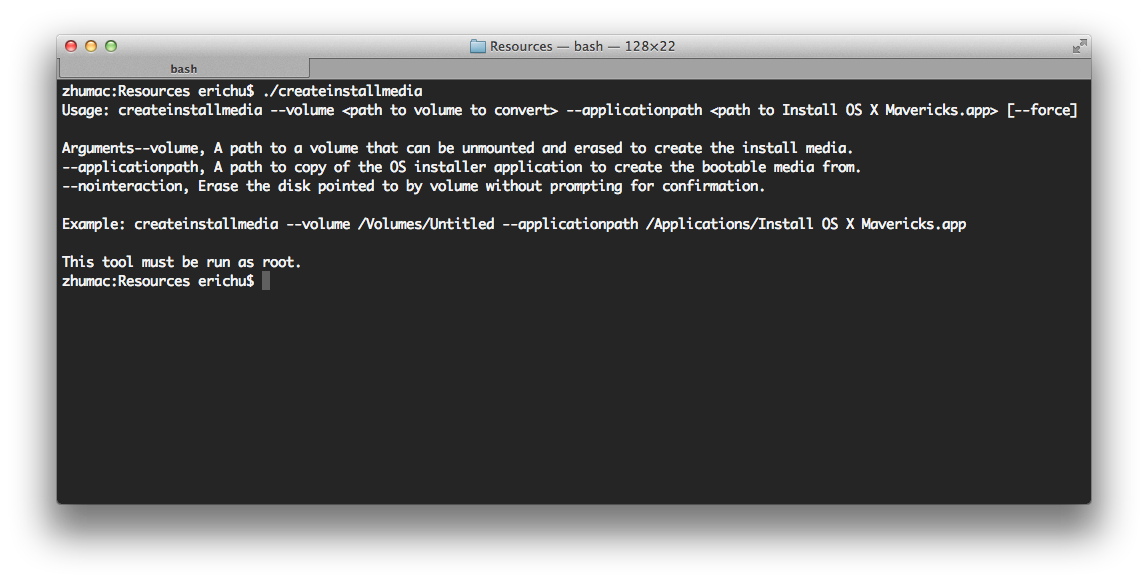 Resources — bash — 128×22
bash
zhumac:Resources erichu$ ./createinstallmedia
Usage: createinstallmedia --volume <path to volume to convert> --applicationpath <path to Install OS X Mavericks.app> [--force]
Arguments--volume, A path to a volume that can be unmounted and erased to create the install media.
--applicationpath, A path to copy of the OS installer application to create the bootable media from.
--nointeraction, Erase the disk pointed to by volume without prompting for confirmation.
Example: createinstallmedia --volume /Volumes/Untitled --applicationpath /Applications/Install OS X Mavericks.app
This tool must be run as root.
zhumac:Resources erichu$